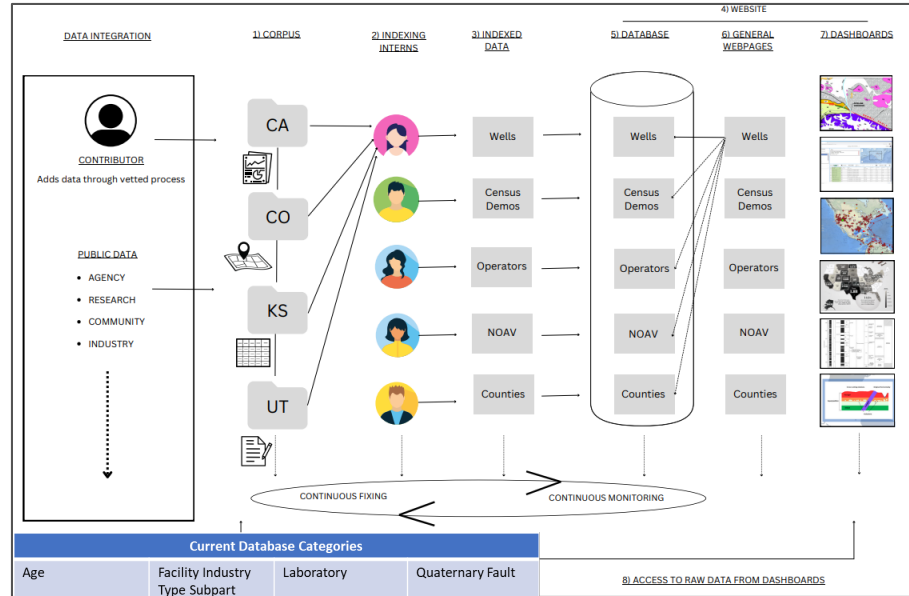 4) WEBSITE
DATA INTEGRATION
1) CORPUS
2) INDEXING
INTERNS
3) INDEXED
DATA
5) DATABASE
6) GENERAL
WEBPAGES
7) DASHBOARDS
CONTRIBUTOR
Adds data through vetted process
PUBLIC DATA
• AGENCY
• RESEARCH
• COMMUNITY
• INDUSTRY
CA
CO
KS
UT
Wells
Census
Demos
Operators
NOAV
Counties
Wells
Census
Demos
Operators
NOAV
Counties
Wells
Census
Demos
Operators
NOAV
Counties
CONTINUOUS FIXING
CONTINUOUS MONITORING
Current Database Categories
Age
Facility Industry
Type Subpart
Laboratory
Quaternary Fault
8) ACCESS TO RAW DATA FROM DASHBOARDS